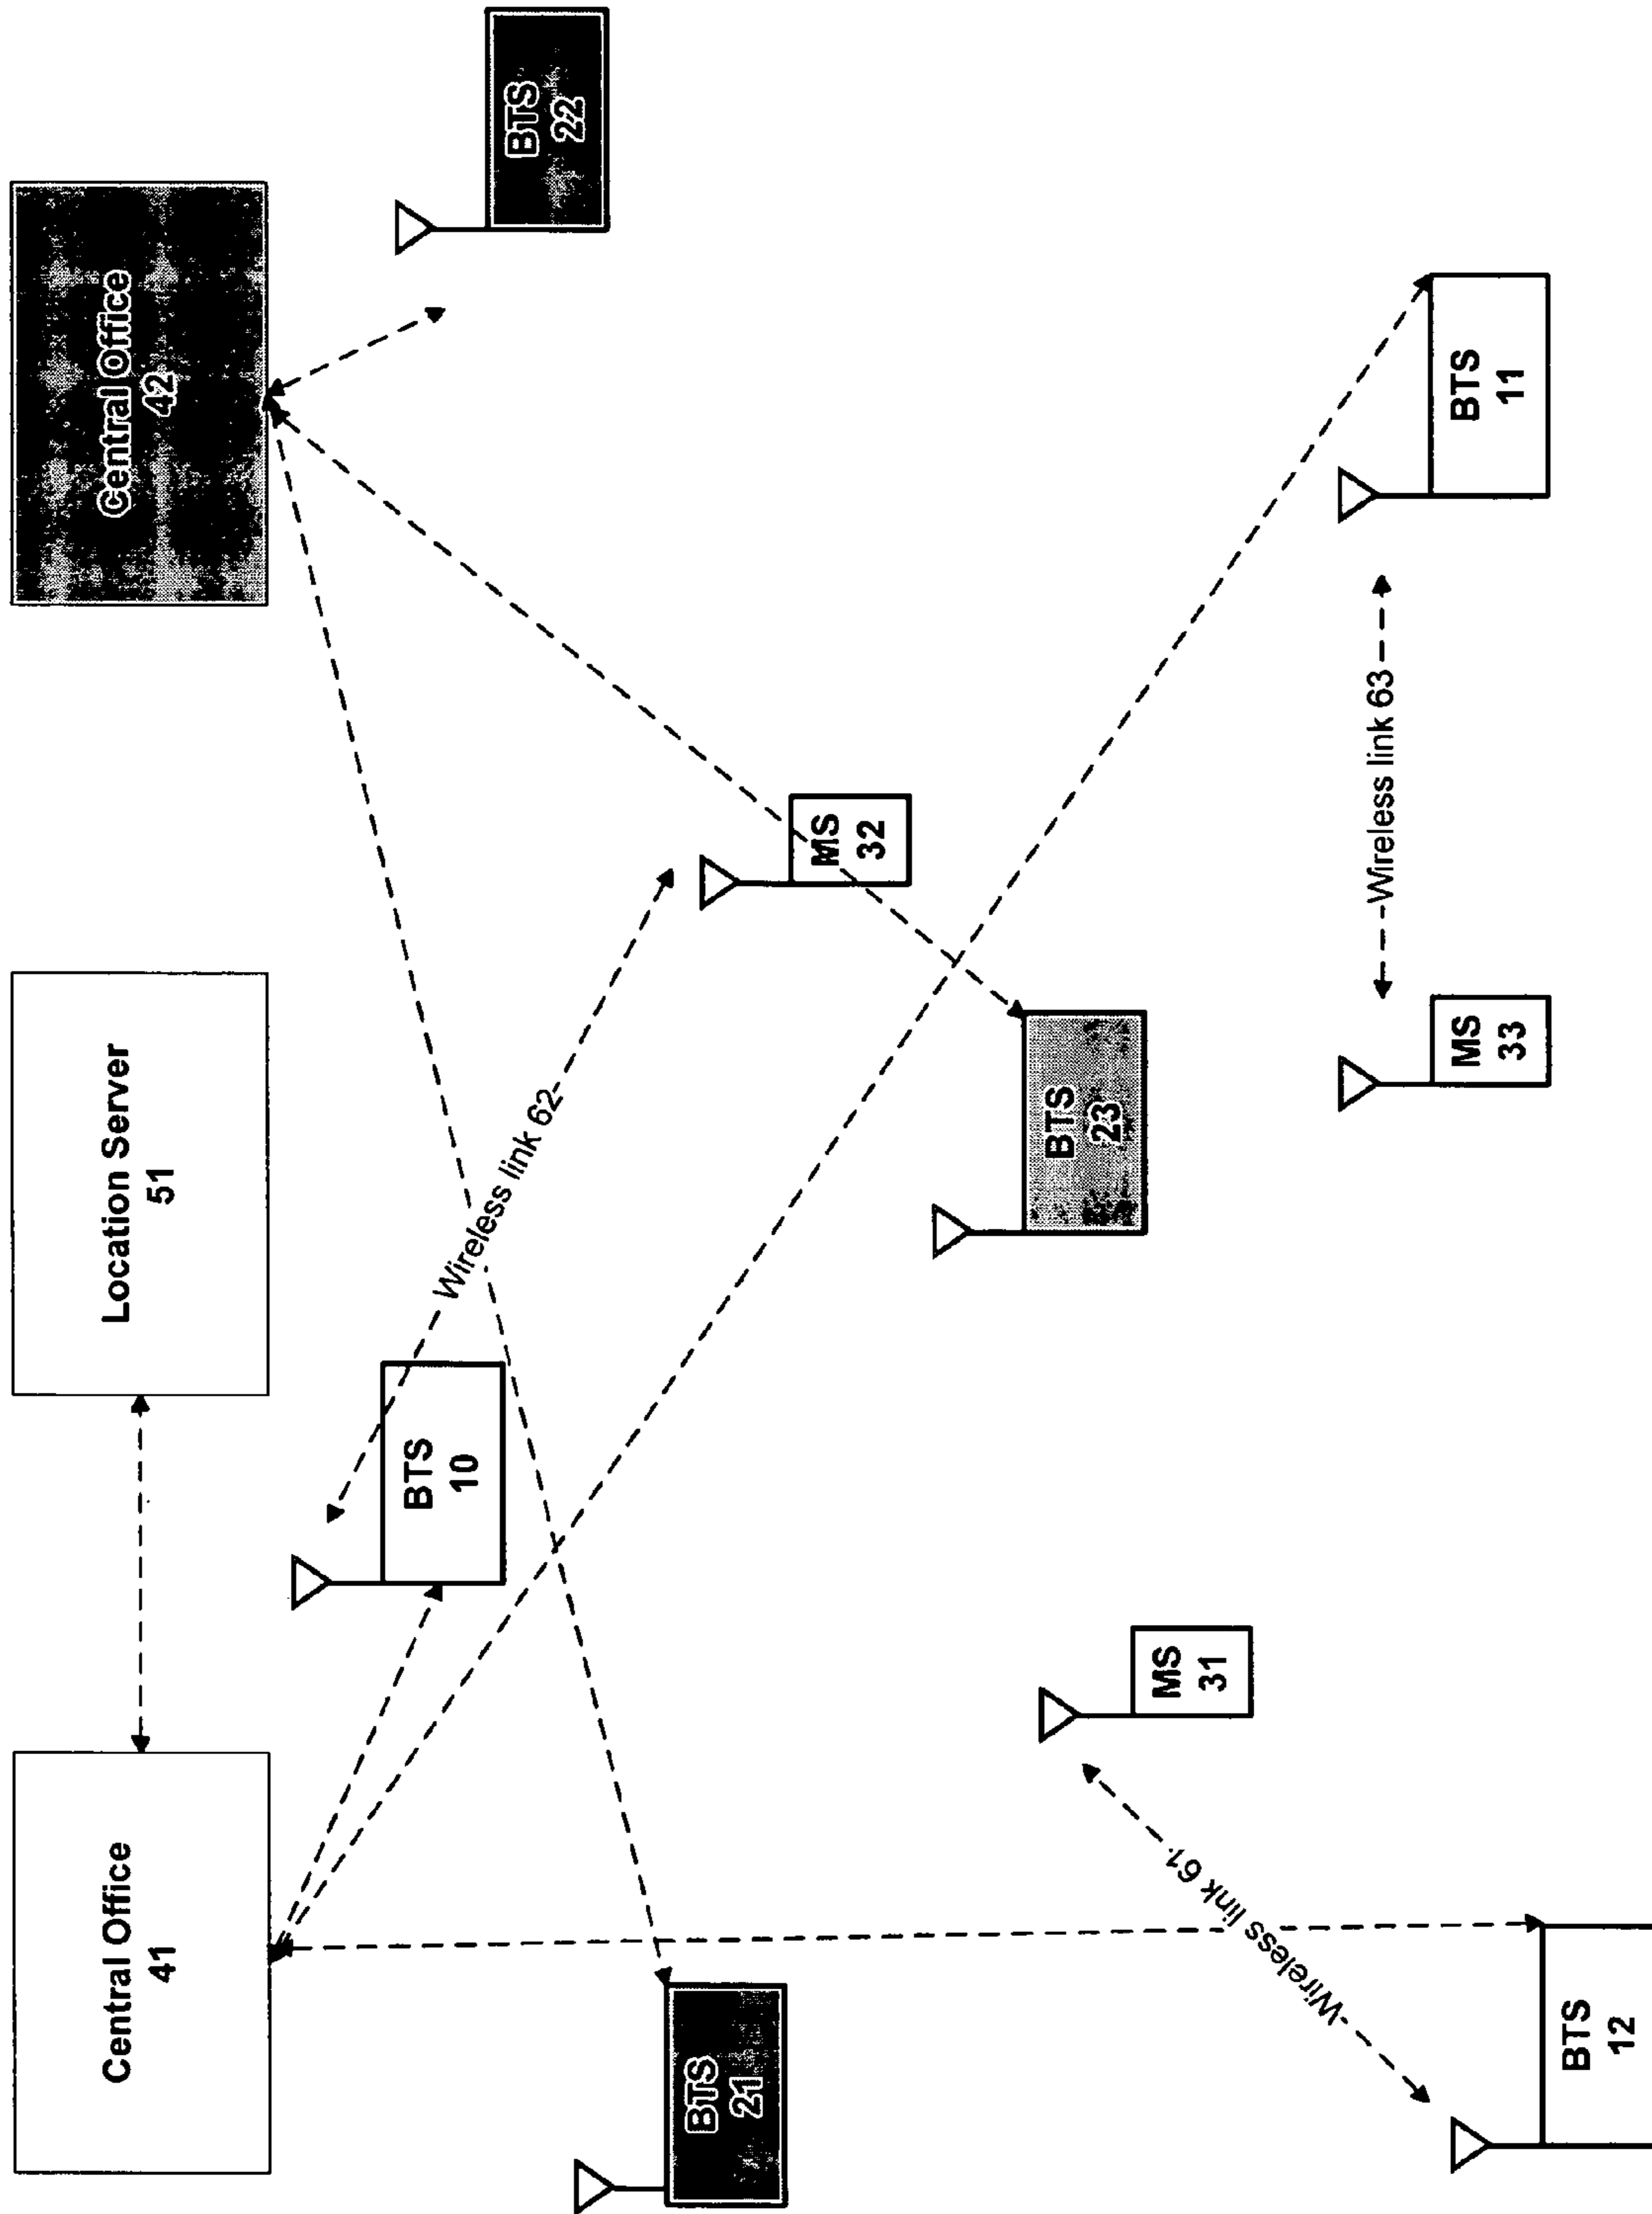 Central Office
41
Location Server
51
Central Office
42
BTS
10
BTS
22
Wireless link 62
BTS
21
MS
32
BTS
23
MS
31
Wireless link 61
Wireless link 63
BTS
12
MS
33
BTS
11